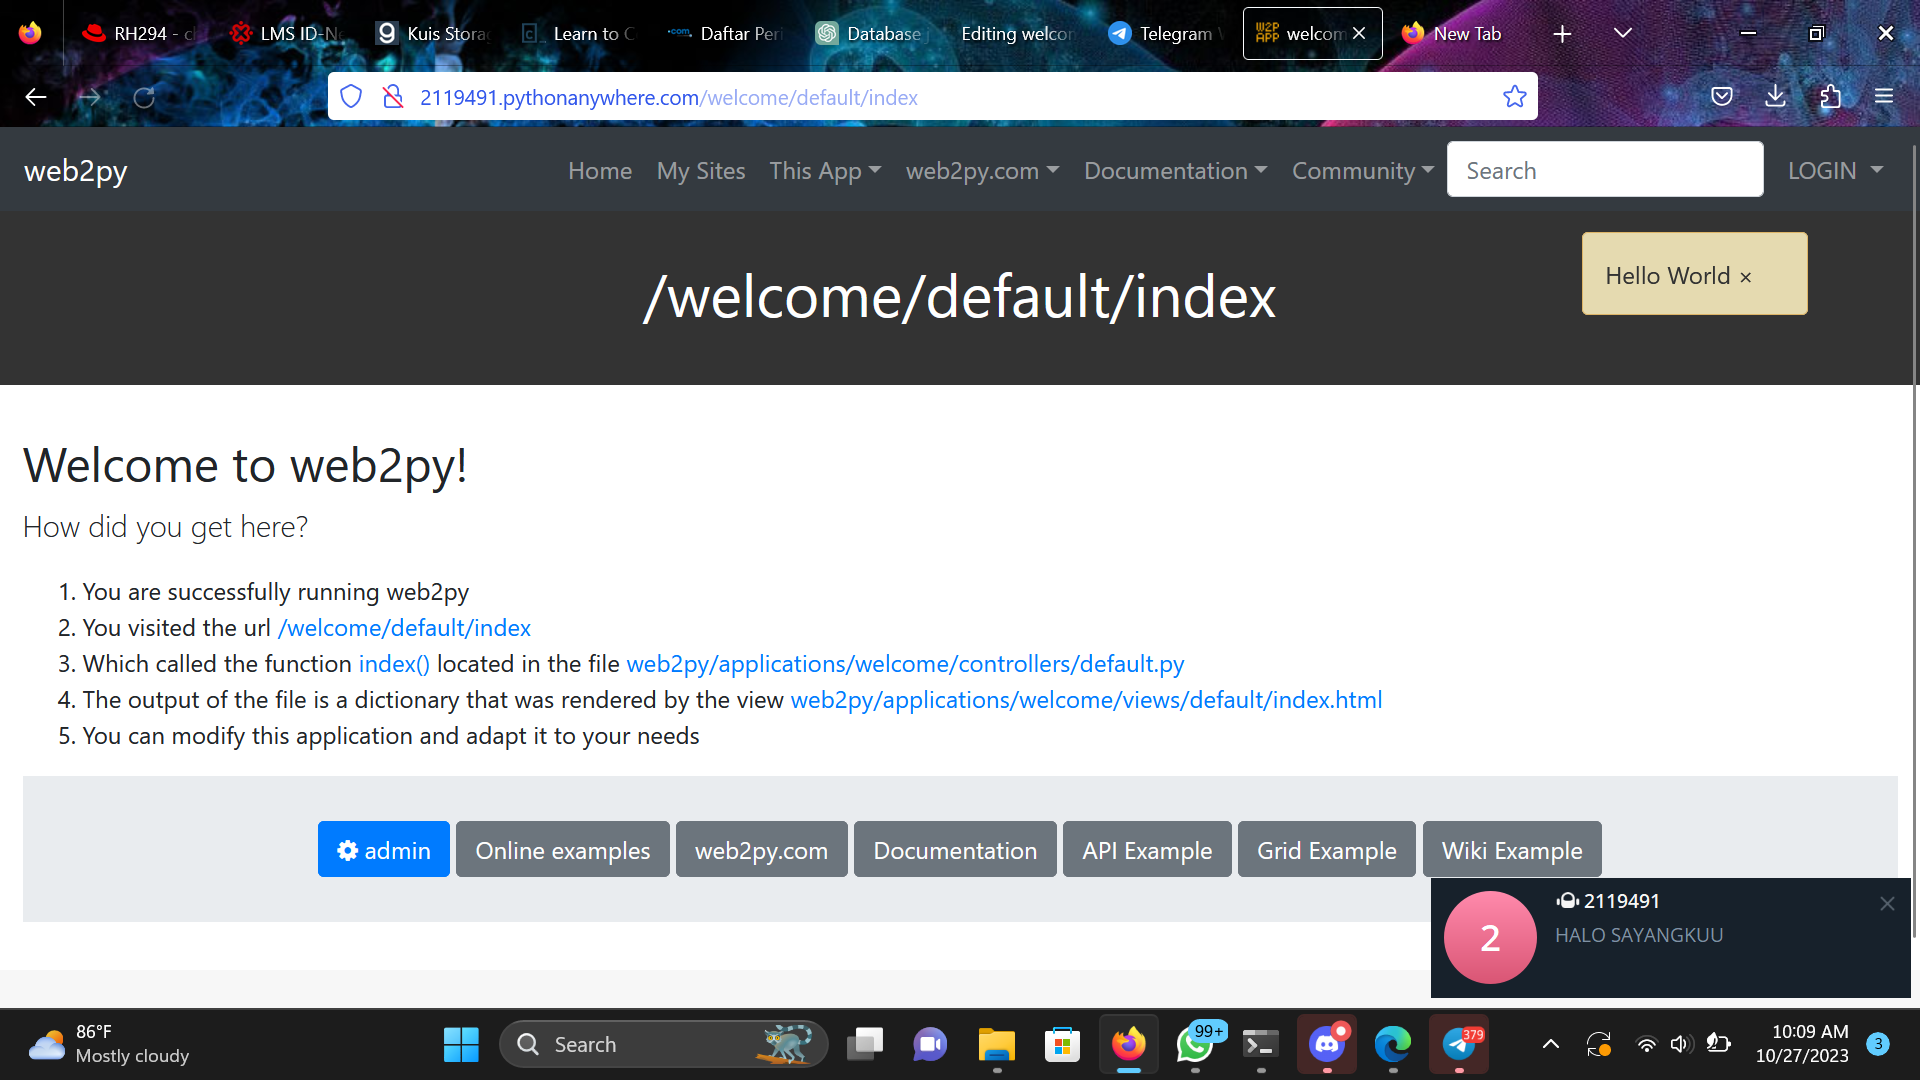 RH294 - c
LMS ID-Ne
Kuis Storag
Learn to C
Daftar Peri
Database
Editing welcom
Telegram
welcom
New Tab
2119491.pythonanywhere.com/welcome/default/index
web2py
Home
My Sites
This App
web2py.com
Documentation
Community
Search
LOGIN
/welcome/default/index
Hello World ×
Welcome to web2py!
How did you get here?
1. You are successfully running web2py
2. You visited the url /welcome/default/index
3. Which called the function index() located in the file web2py/applications/welcome/controllers/default.py
4. The output of the file is a dictionary that was rendered by the view web2py/applications/welcome/views/default/index.html
5. You can modify this application and adapt it to your needs
admin
Online examples
web2py.com
Documentation
API Example
Grid Example
Wiki Example
2
2119491
HALO SAYANGKUU
86°F
Mostly cloudy
Search
99+
379
10:09 AM
10/27/2023
3